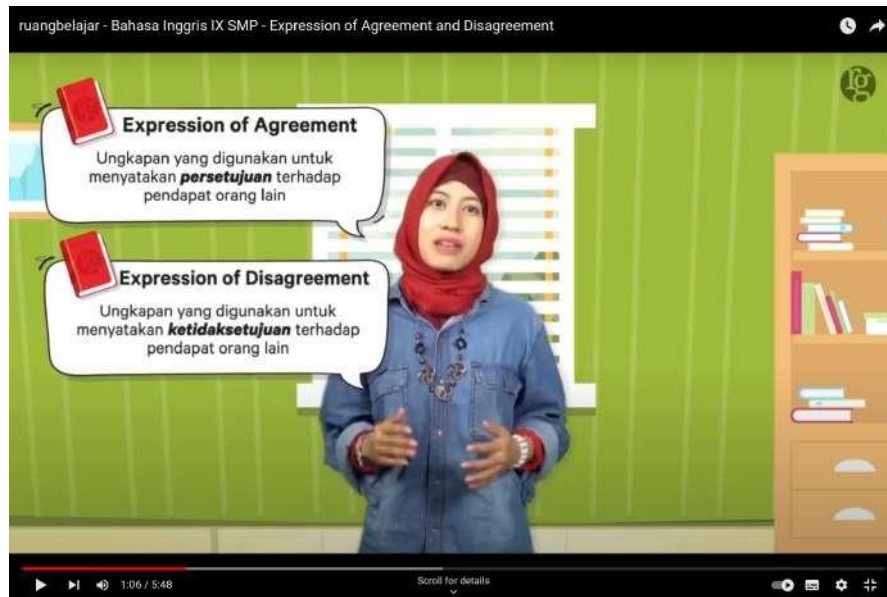 ruangbelajar - Bahasa Inggris IX SMP - Expression of Agreement and Disagreement
rg
Expression of Agreement
Ungkapan yang digunakan untuk
menyatakan persetujuan terhadap
pendapat orang lain
Expression of Disagreement
Ungkapan yang digunakan untuk
menyatakan ketidaksetujuan terhadap
pendapat orang lain
1:06 / 5:48
Scroll for details